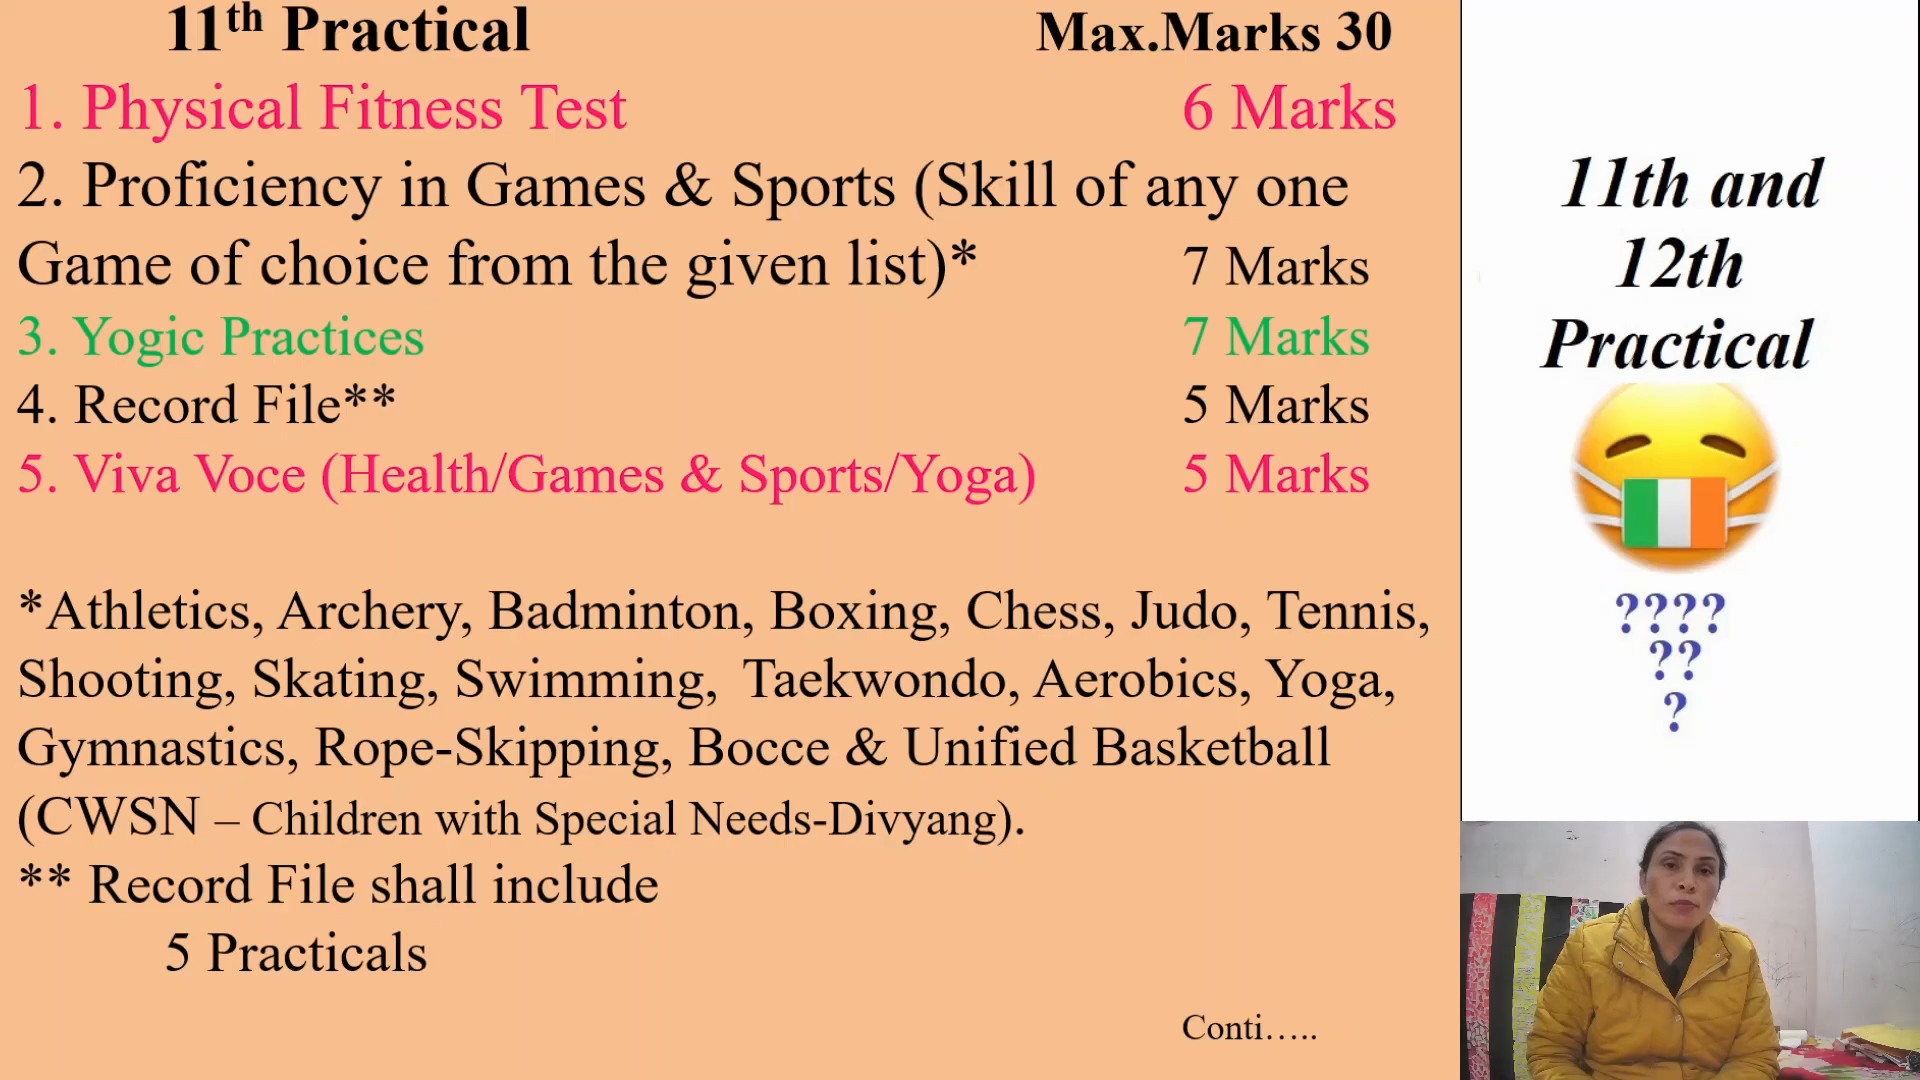 11th Practical Max.Marks 30
1. Physical Fitness Test 6 Marks
2. Proficiency in Games & Sports (Skill of any one
Game of choice from the given list)* 7 Marks
3. Yogic Practices 7 Marks
4. Record File** 5 Marks
5. Viva Voce (Health/Games & Sports/Yoga) 5 Marks
*Athletics, Archery, Badminton, Boxing, Chess, Judo, Tennis,
Shooting, Skating, Swimming, Taekwondo, Aerobics, Yoga,
Gymnastics, Rope-Skipping, Bocce & Unified Basketball
(CWSN – Children with Special Needs-Divyang).
** Record File shall include
5 Practicals
Conti…..
11th and
12th
Practical
????
??
?